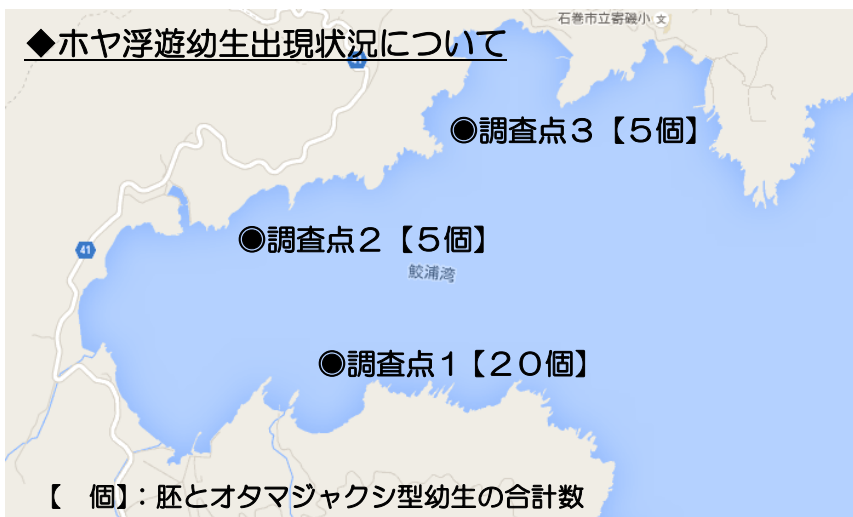 石巻市立寄磯小
◆ホヤ浮遊幼生出現状況について
41
◉調査点3【5個】
◉調査点2【5個】
41
鮫浦湾
◉調査点1【20個】
【　個】：胚とオタマジャクシ型幼生の合計数